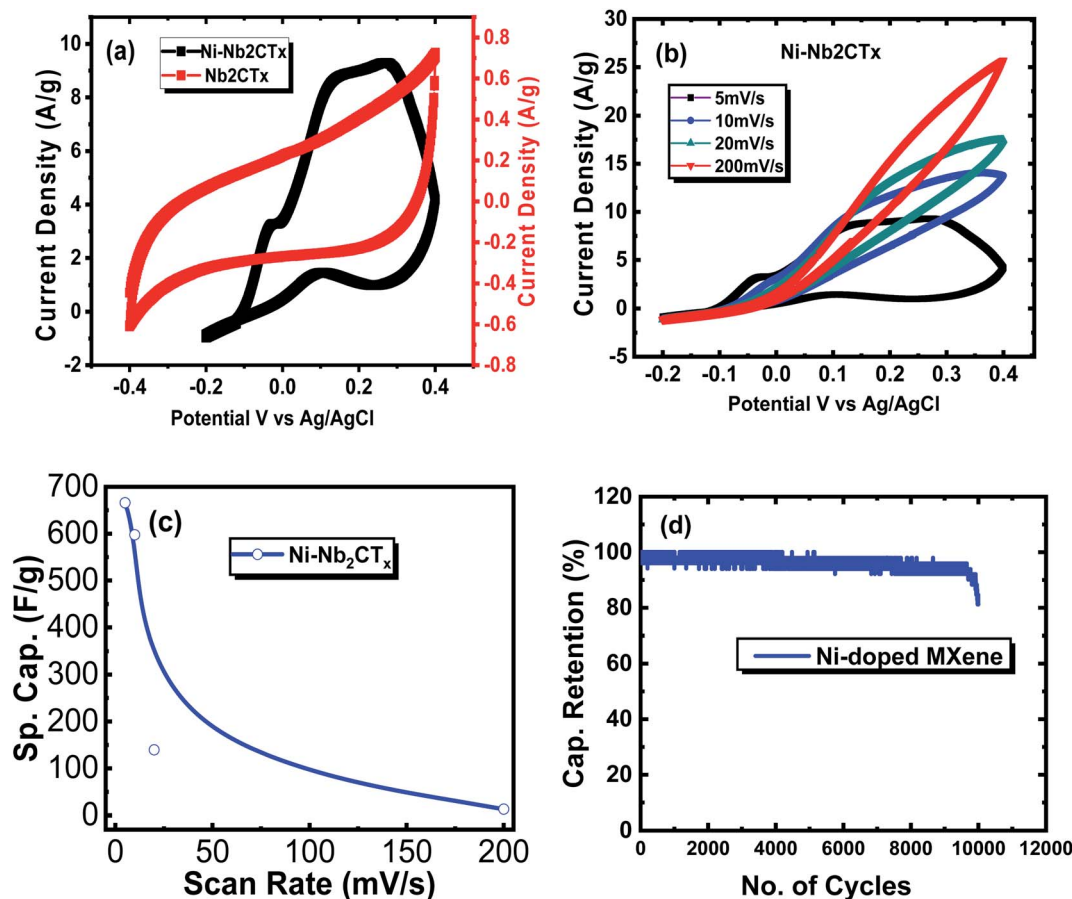 (a)
Ni-Nb2CTx
Nb2CTx
10
8
6
4
2
0
-2
Current Density (A/g)
0.8
0.6
0.4
0.2
0.0
-0.2
-0.4
-0.6
-0.8
Current Density (A/g)
-0.4
-0.2
0.0
0.2
0.4
Potential V vs Ag/AgCl
(b)
Ni-Nb2CTx
5mV/s
10mV/s
20mV/s
200mV/s
30
25
20
15
10
5
0
-5
Current Density (A/g)
-0.2
-0.1
0.0
0.1
0.2
0.3
0.4
Potential V vs Ag/AgCl
(c)
Ni-Nb₂CTₓ
700
600
500
400
300
200
100
0
Sp. Cap. (F/g)
0
50
100
150
200
Scan Rate (mV/s)
(d)
Ni-doped MXene
120
100
80
60
40
20
0
Cap. Retention (%)
0
2000
4000
6000
8000
10000
12000
No. of Cycles